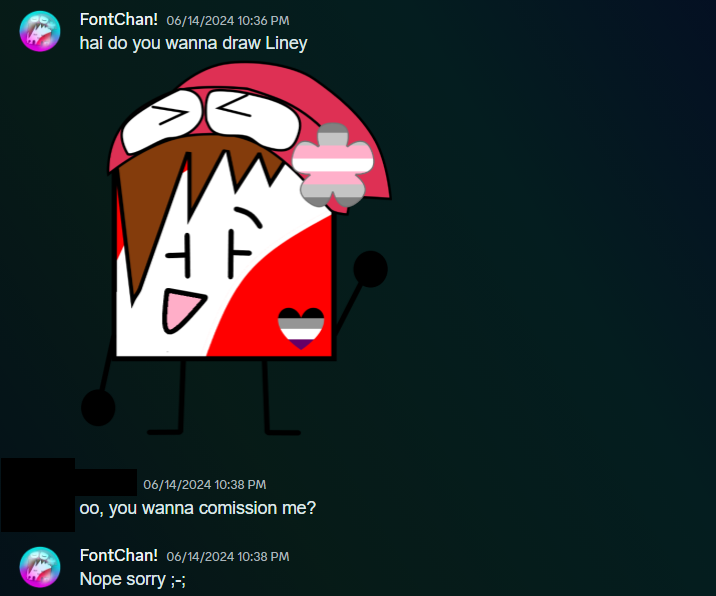 FontChan! 06/14/2024 10:36 PM
hai do you wanna draw Liney
06/14/2024 10:38 PM
oo, you wanna comission me?
FontChan! 06/14/2024 10:38 PM
Nope sorry ;-;